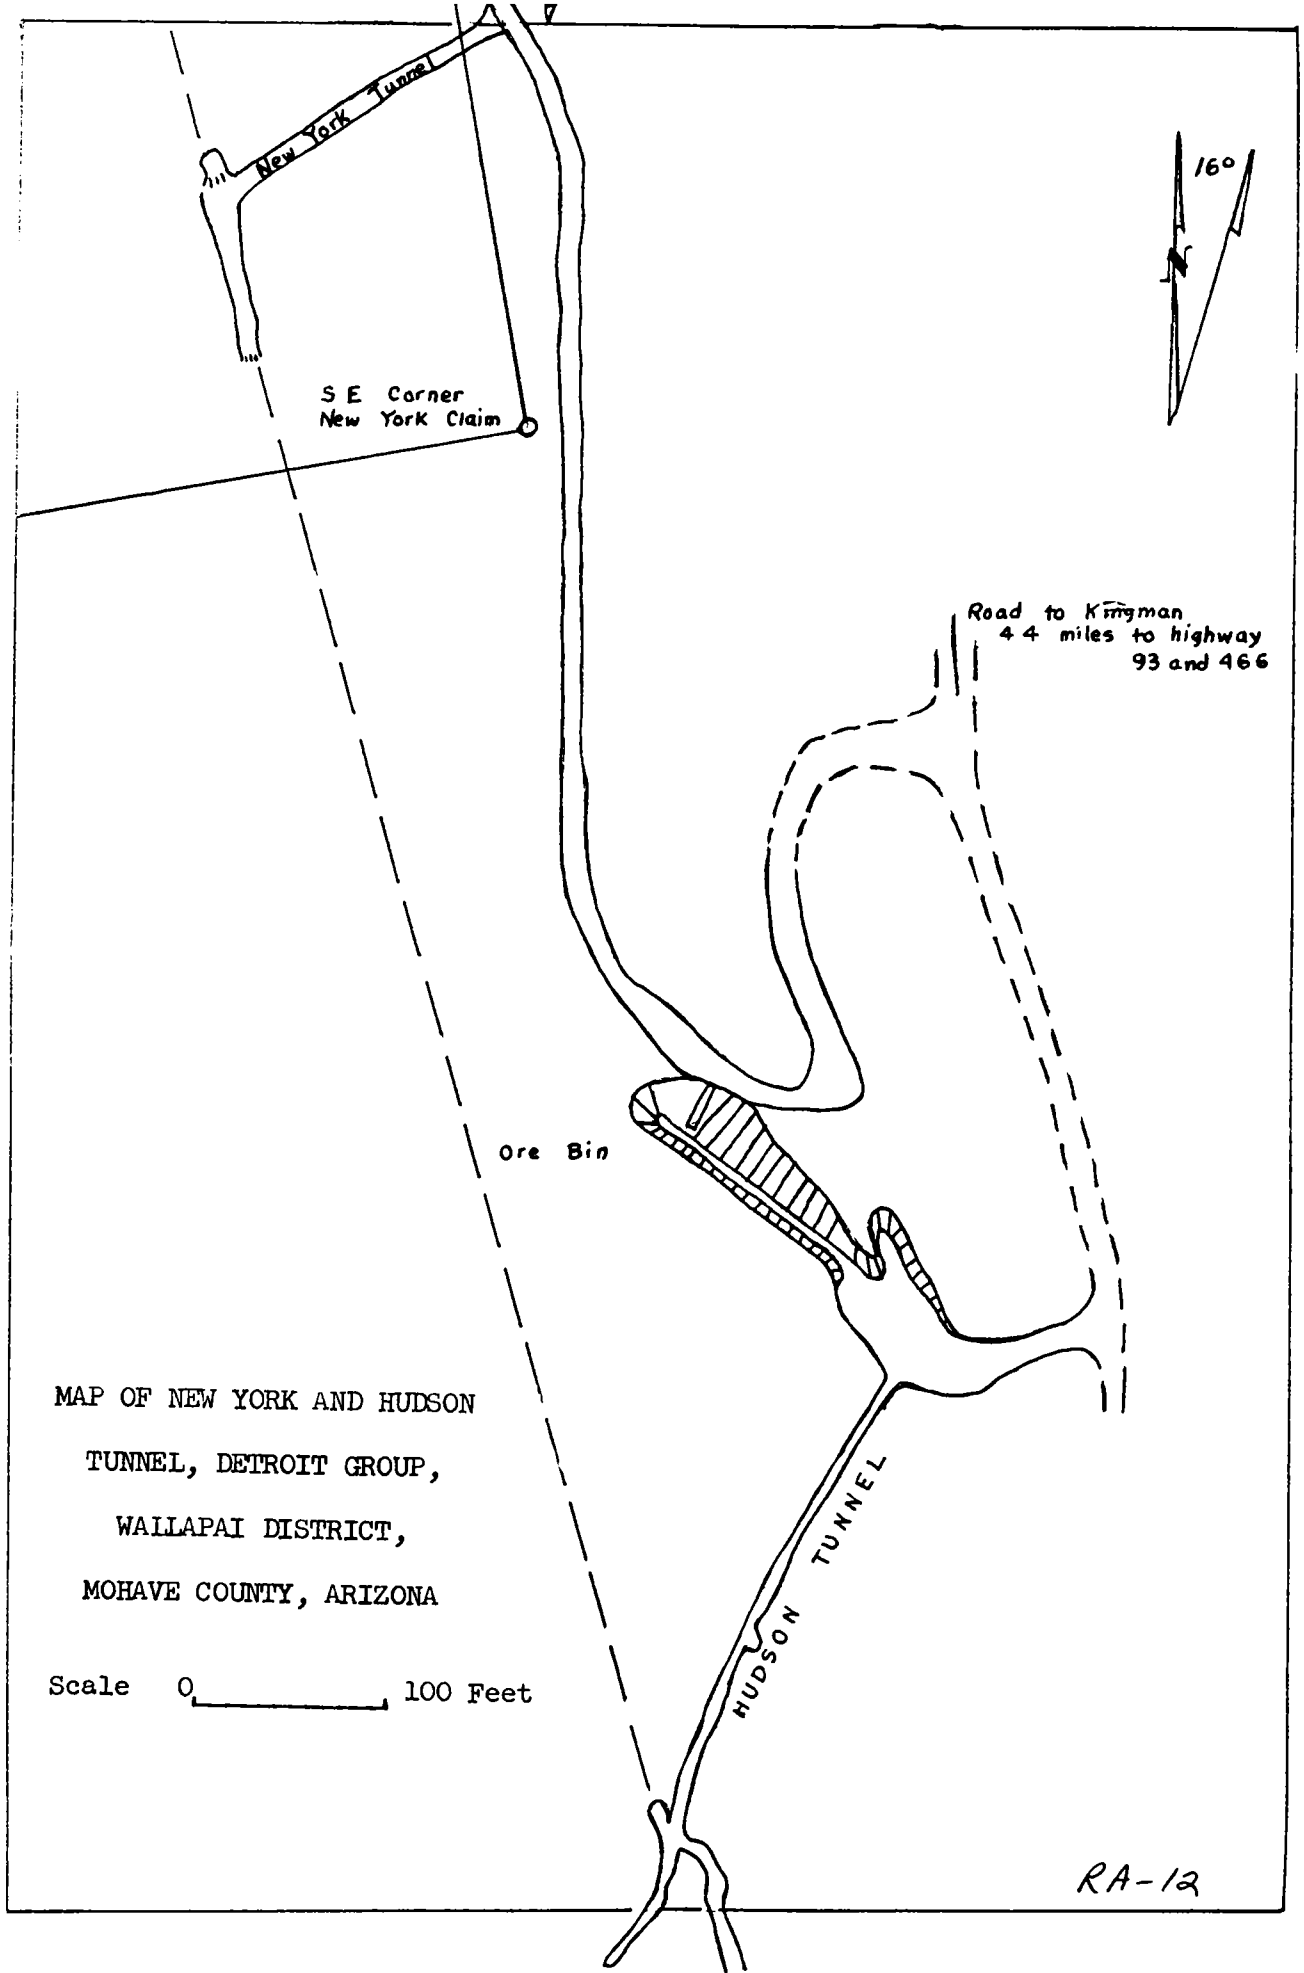 New York Tunnel
16°
N
S E Corner
New York Claim
Road to Kingman
44 miles to highway
93 and 466
Ore Bin
MAP OF NEW YORK AND HUDSON
TUNNEL, DETROIT GROUP,
WALLAPAI DISTRICT,
MOHAVE COUNTY, ARIZONA
HUDSON TUNNEL
Scale 0 100 Feet
RA-12